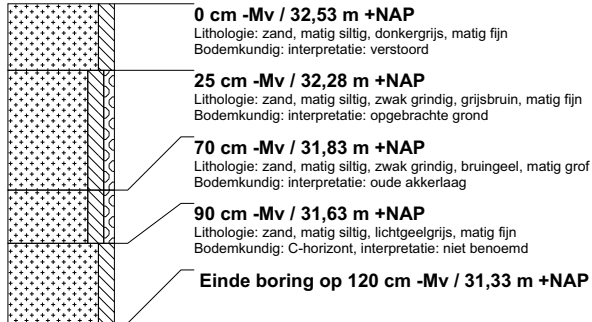 0 cm -Mv / 32,53 m +NAP
Lithologie: zand, matig siltig, donkergrijs, matig fijn
Bodemkundig: interpretatie: verstoord
25 cm -Mv / 32,28 m +NAP
Lithologie: zand, matig siltig, zwak grindig, grijsbruin, matig fijn
Bodemkundig: interpretatie: opgebrachte grond
70 cm -Mv / 31,83 m +NAP
Lithologie: zand, matig siltig, zwak grindig, bruingeel, matig grof
Bodemkundig: interpretatie: oude akkerlaag
90 cm -Mv / 31,63 m +NAP
Lithologie: zand, matig siltig, lichtgeelgrijs, matig fijn
Bodemkundig: C-horizont, interpretatie: niet benoemd
Einde boring op 120 cm -Mv / 31,33 m +NAP